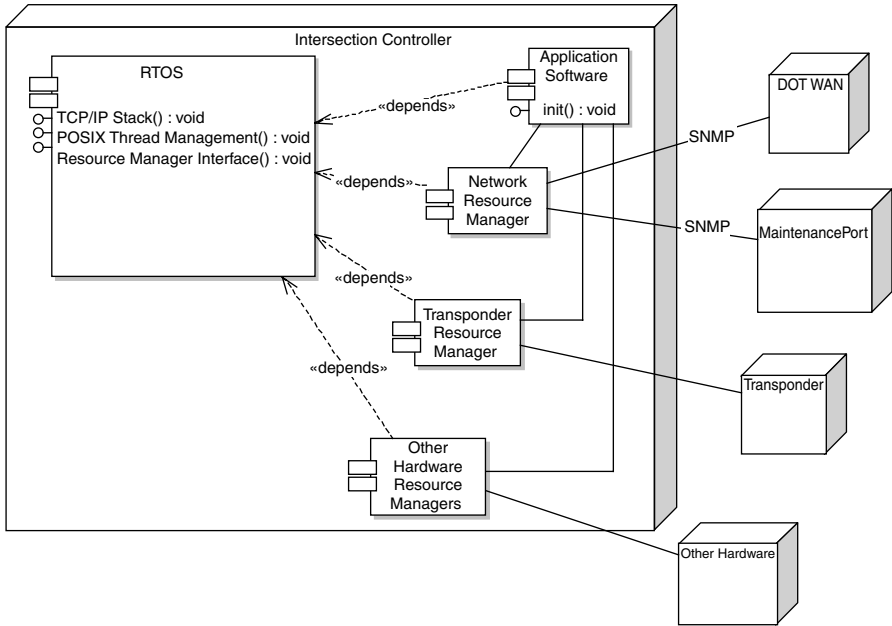 Intersection Controller
RTOS
TCP/IP Stack() : void
POSIX Thread Management() : void
Resource Manager Interface() : void
Application
Software
init() : void
«depends»
DOT WAN
SNMP
«depends»
Network
Resource
Manager
SNMP
MaintenancePort
«depends»
Transponder
Resource
Manager
«depends»
Transponder
Other
Hardware
Resource
Managers
Other Hardware